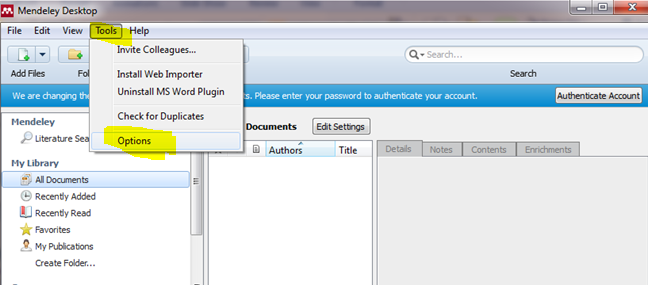 Mendeley Desktop
File Edit View Tools Help
Invite Colleagues...
Install Web Importer
Uninstall MS Word Plugin
Check for Duplicates
Options
Add Files
Search...
Search
We are changing the
. Please enter your password to authenticate your account.
Authenticate Account
Mendeley
Literature Sea
My Library
All Documents
Recently Added
Recently Read
Favorites
My Publications
Create Folder...
Documents
Edit Settings
Authors
Title
Details
Notes
Contents
Enrichments